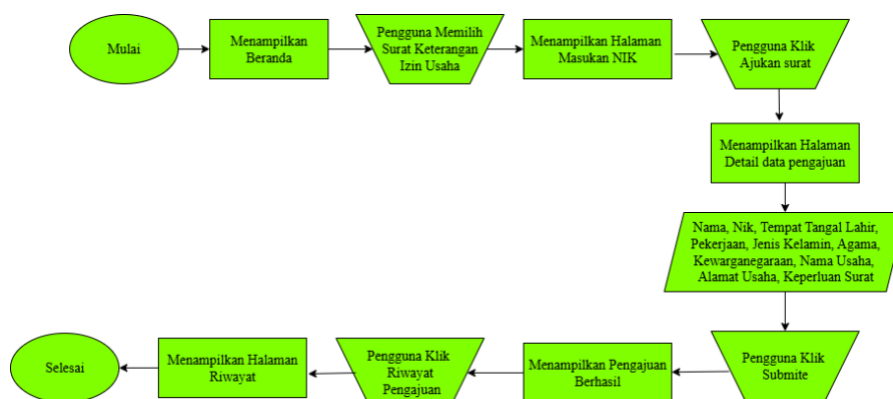 Mulai
Menampilkan
Beranda
Pengguna Memilih
Surat Keterangan
Izin Usaha
Menampilkan Halaman
Masukan NIK
Pengguna Klik
Ajukan surat
Menampilkan Halaman
Detail data pengajuan
Nama, Nik, Tempat Tangal Lahir,
Pekerjaan, Jenis Kelamin, Agama,
Kewarganegaraan, Nama Usaha,
Alamat Usaha, Keperluan Surat
Pengguna Klik
Submite
Menampilkan Pengajuan
Berhasil
Pengguna Klik
Riwayat
Pengajuan
Menampilkan Halaman
Riwayat
Selesai